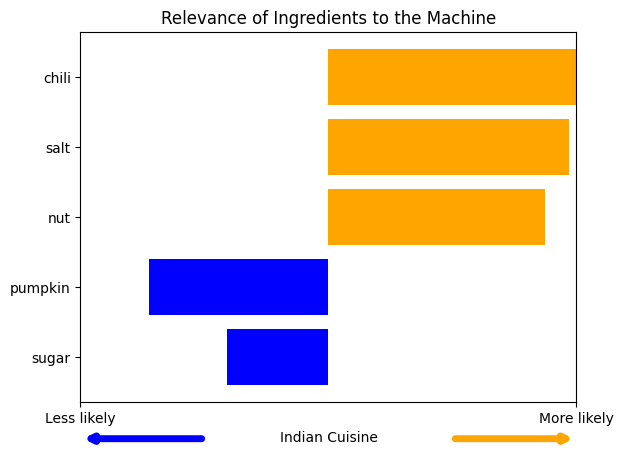 Relevance of Ingredients to the Machine
chili
salt
nut
pumpkin
sugar
Less likely
More likely
Indian Cuisine